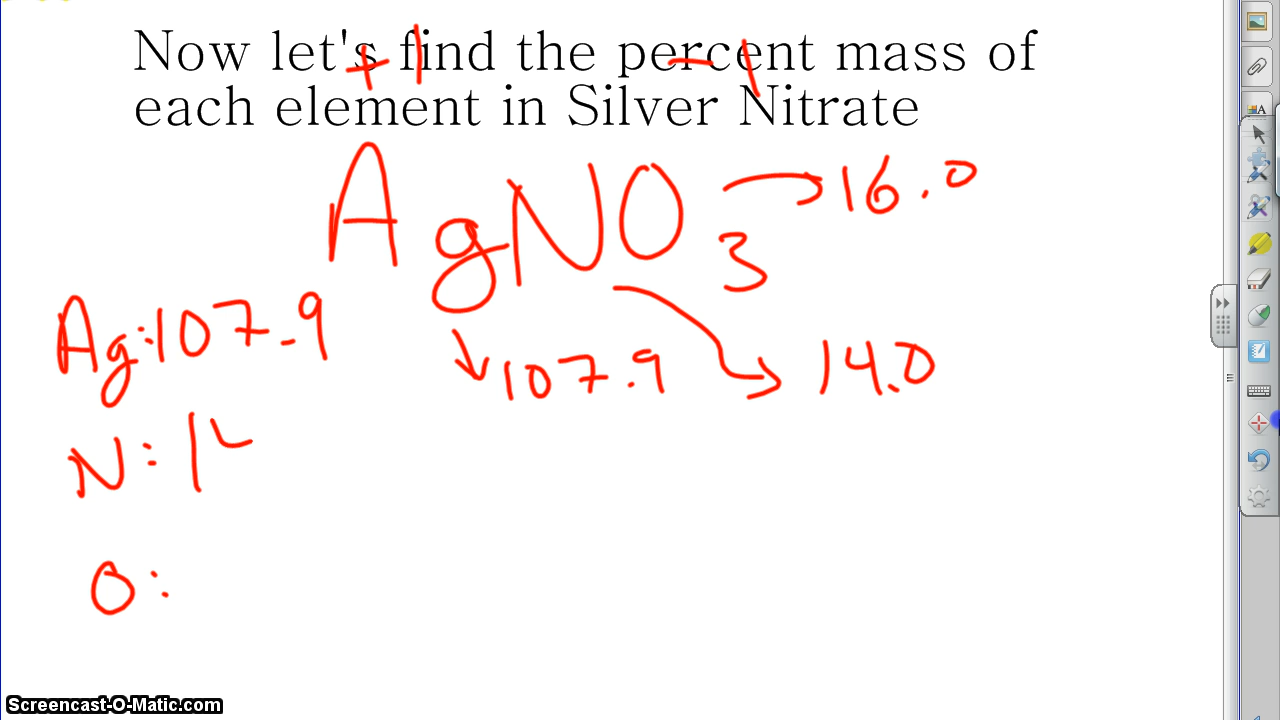 Now let's find the percent mass of
+1 -1
each element in Silver Nitrate
AgNO3 → 16.0
Ag: 107.9
↓ 107.9 → 14.0
N: 14
O:
Screencast-O-Matic.com